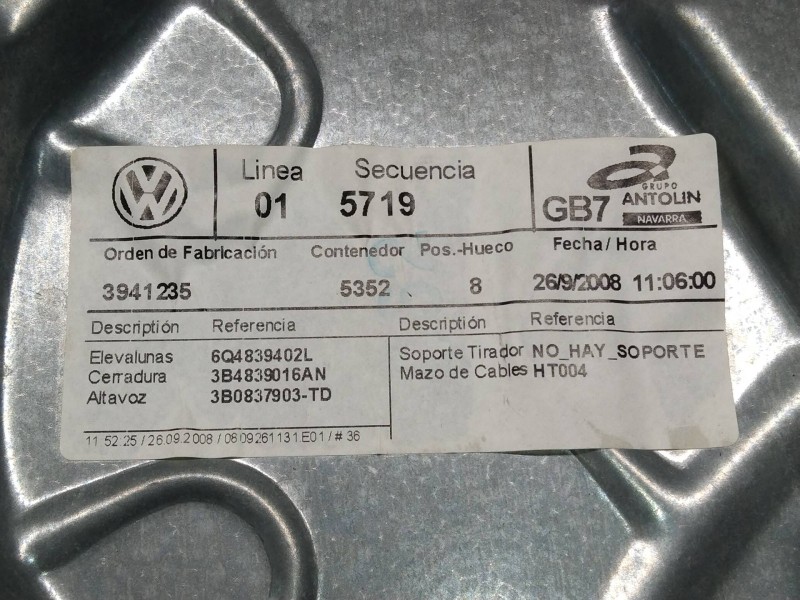 Linea Secuencia
01 5719
GRUPO
ANTOLIN
NAVARRA
GB7
Orden de Fabricación Contenedor Pos.-Hueco Fecha/Hora
3941235 5352 8 26/9/2008 11:06:00
Descriptión Referencia Descriptión Referencia
Elevalunas 6Q4839402L Soporte Tirador NO_HAY_SOPORTE
Cerradura 3B4839016AN Mazo de Cables HT004
Altavoz 3B0837903-TD
11 52:25/26.09.2008/0809261131E01/#36